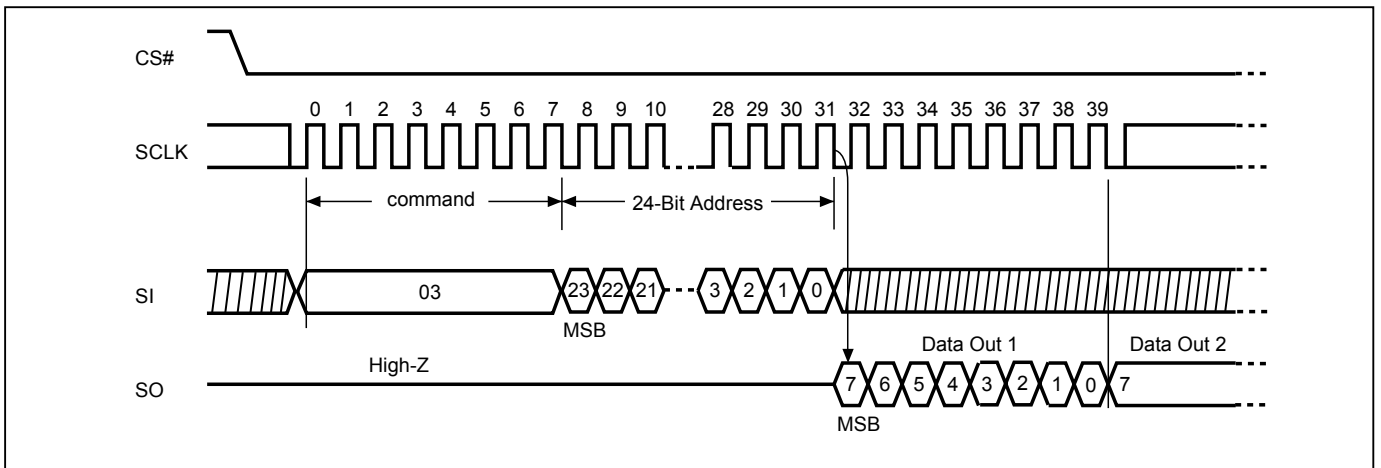 CS#
0 1 2 3 4 5 6 7 8 9 10 28 29 30 31 32 33 34 35 36 37 38 39
SCLK
command
24-Bit Address
SI
03
23 22 21
3 2 1 0
MSB
Data Out 1
Data Out 2
High-Z
SO
7 6 5 4 3 2 1 0 7
MSB